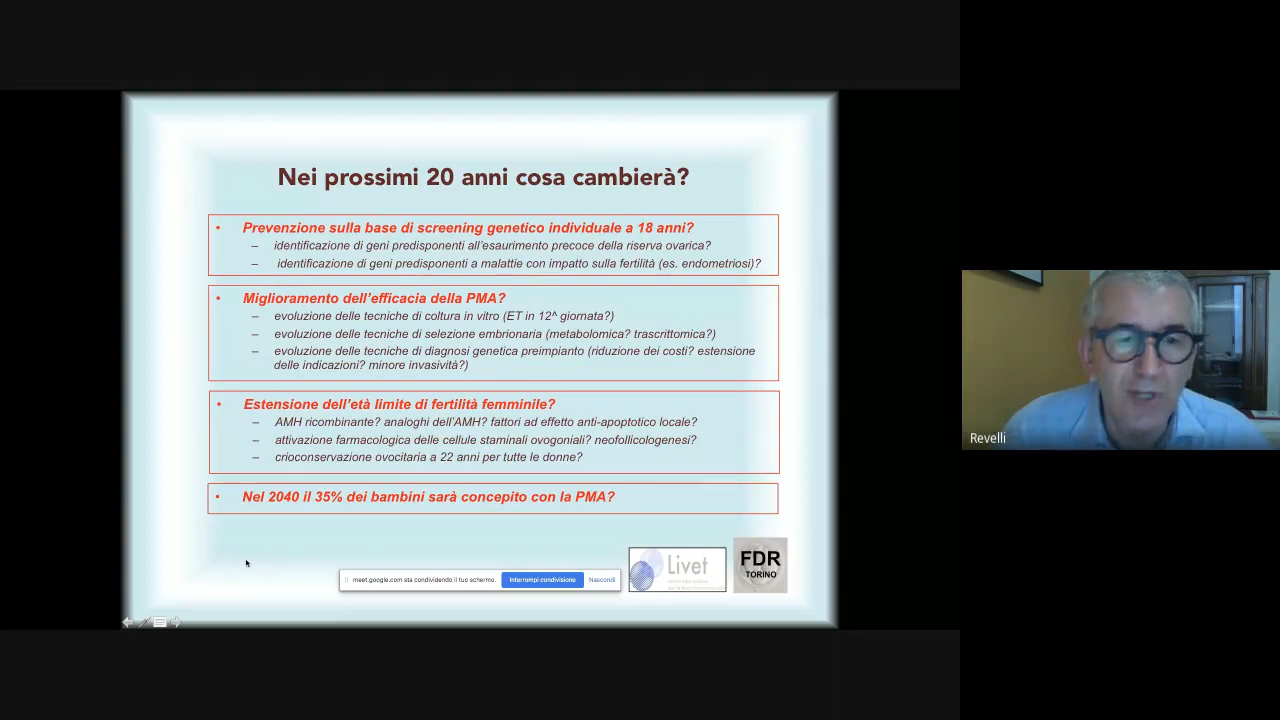 Nei prossimi 20 anni cosa cambierà?
• Prevenzione sulla base di screening genetico individuale a 18 anni?
– identificazione di geni predisponenti all'esaurimento precoce della riserva ovarica?
– identificazione di geni predisponenti a malattie con impatto sulla fertilità (es. endometriosi)?
• Miglioramento dell'efficacia della PMA?
– evoluzione delle tecniche di coltura in vitro (ET in 12^ giornata?)
– evoluzione delle tecniche di selezione embrionaria (metabolomica? trascrittomica?)
– evoluzione delle tecniche di diagnosi genetica preimpianto (riduzione dei costi? estensione
delle indicazioni? minore invasività?)
• Estensione dell'età limite di fertilità femminile?
– AMH ricombinante? analoghi dell'AMH? fattori ad effetto anti-apoptotico locale?
– attivazione farmacologica delle cellule staminali ovogoniali? neofollicologenesi?
– crioconservazione ovocitaria a 22 anni per tutte le donne?
• Nel 2040 il 35% dei bambini sarà concepito con la PMA?
Livet
FDR
TORINO
meet.google.com sta condividendo il tuo schermo. Interrompi condivisione Nascondi
Revelli